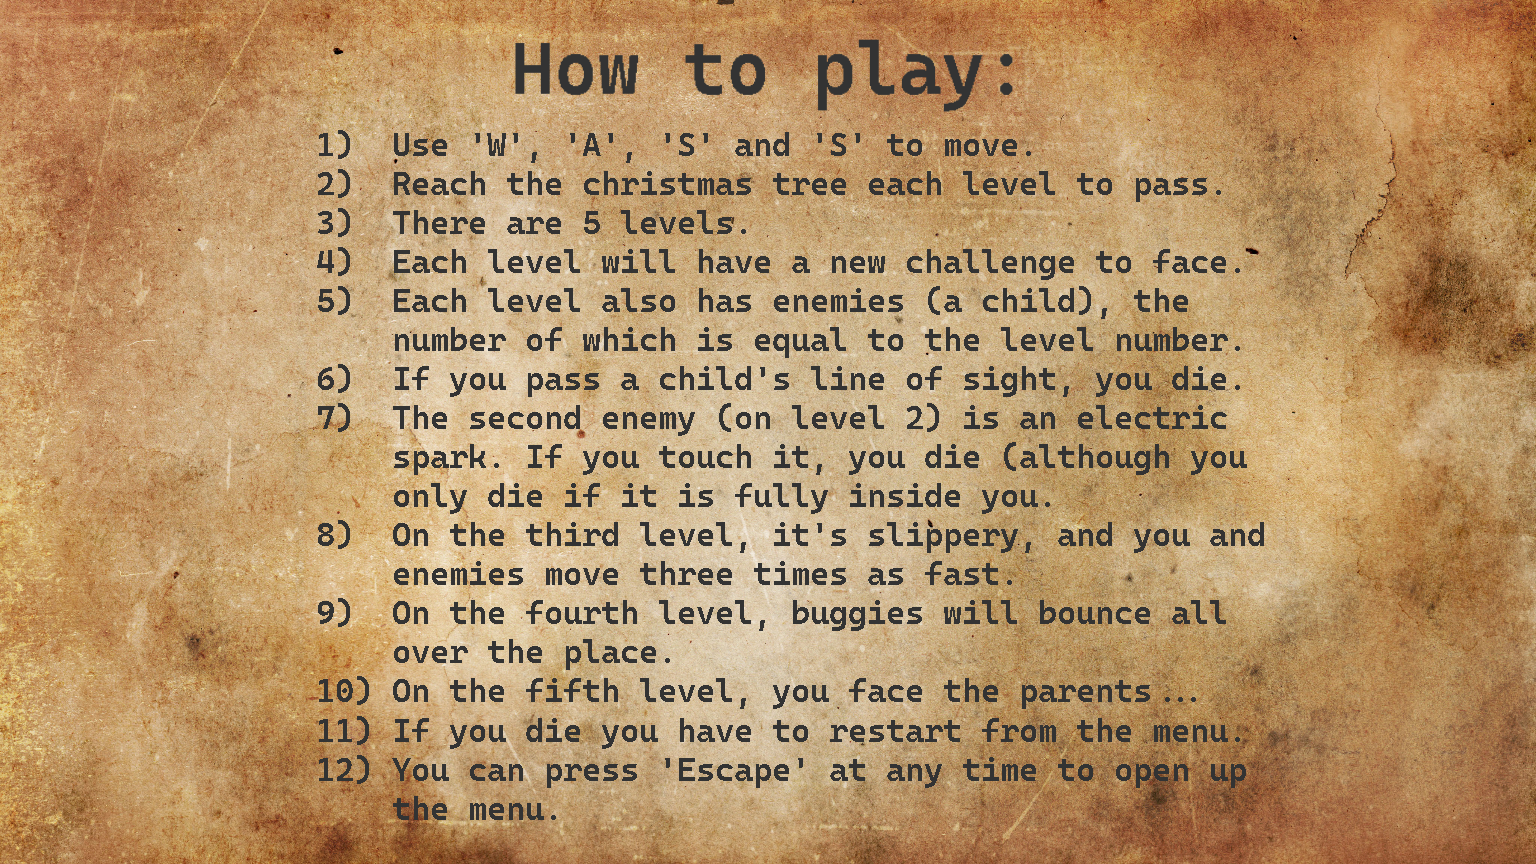 How to play:
1) Use 'W', 'A', 'S' and 'S' to move.
2) Reach the christmas tree each level to pass.
3) There are 5 levels.
4) Each level will have a new challenge to face.
5) Each level also has enemies (a child), the
number of which is equal to the level number.
6) If you pass a child's line of sight, you die.
7) The second enemy (on level 2) is an electric
spark. If you touch it, you die (although you
only die if it is fully inside you.
8) On the third level, it's slippery, and you and
enemies move three times as fast.
9) On the fourth level, buggies will bounce all
over the place.
10) On the fifth level, you face the parents...
11) If you die you have to restart from the menu.
12) You can press 'Escape' at any time to open up
the menu.